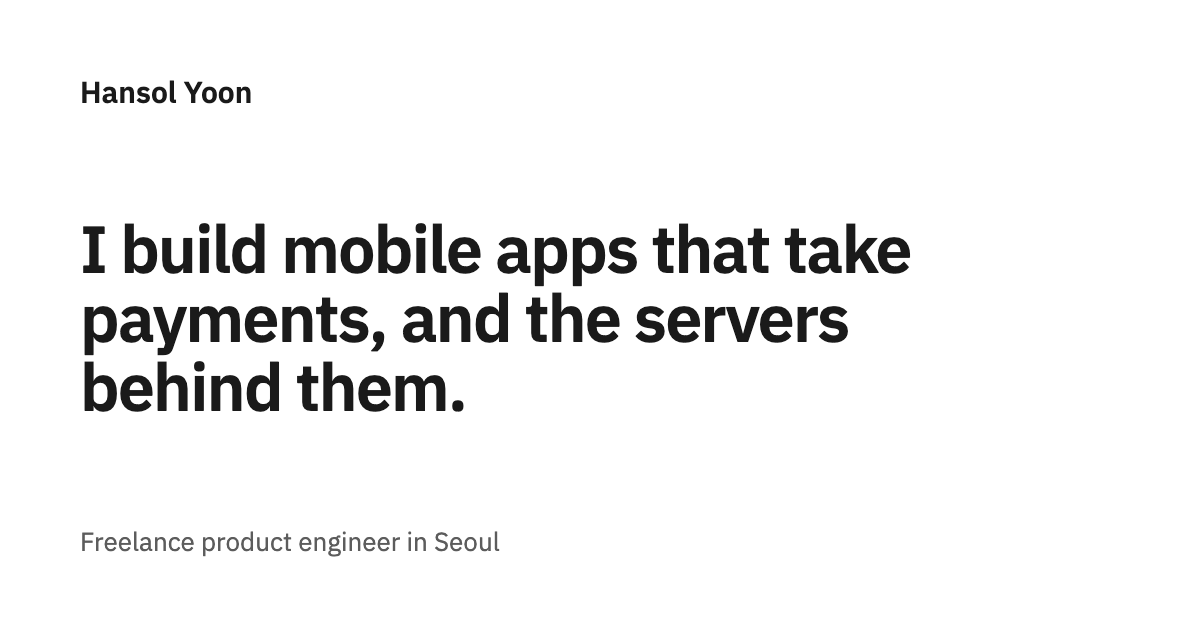 Hansol Yoon
I build mobile apps that take
payments, and the servers
behind them.
Freelance product engineer in Seoul